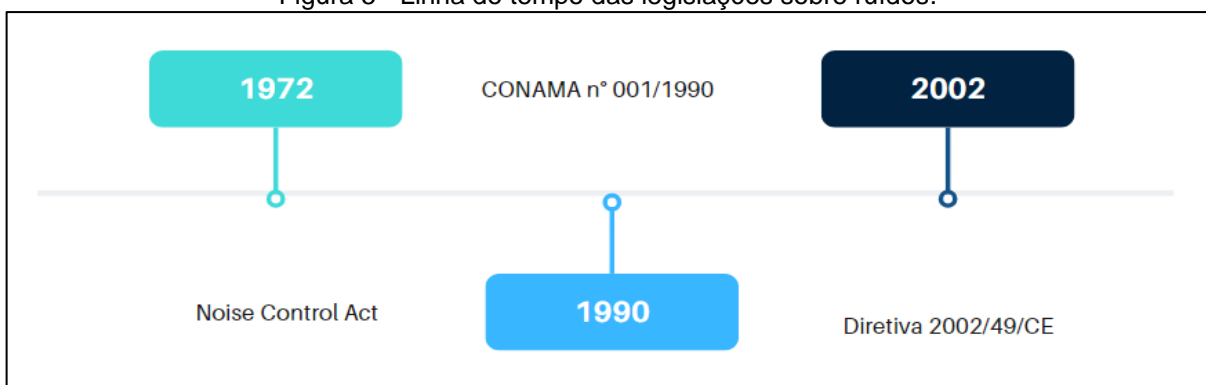 1972
CONAMA n° 001/1990
2002
Noise Control Act
1990
Diretiva 2002/49/CE